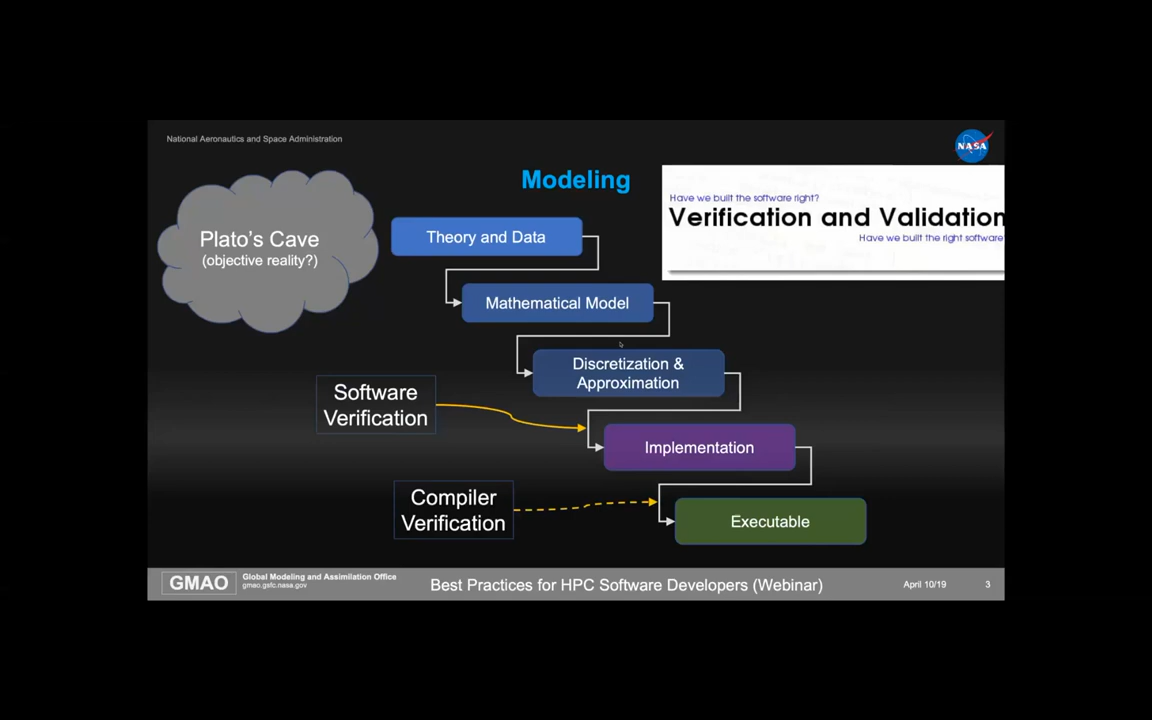 National Aeronautics and Space Administration
NASA
Modeling
Have we built the software right?
Verification and Validation
Have we built the right software
Plato's Cave
(objective reality?)
Theory and Data
Mathematical Model
Discretization &
Approximation
Software
Verification
Implementation
Compiler
Verification
Executable
GMAO
Global Modeling and Assimilation Office
gmao.gsfc.nasa.gov
Best Practices for HPC Software Developers (Webinar)
April 10/19
3